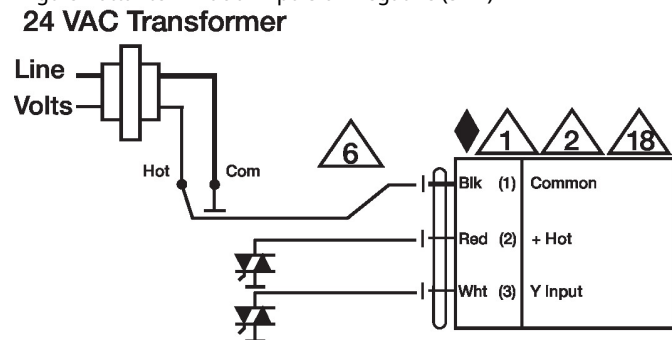 24 VAC Transformer
Line
Volts
Hot
Com
6
1
2
18
Blk (1) Common
Red (2) + Hot
Wht (3) Y Input